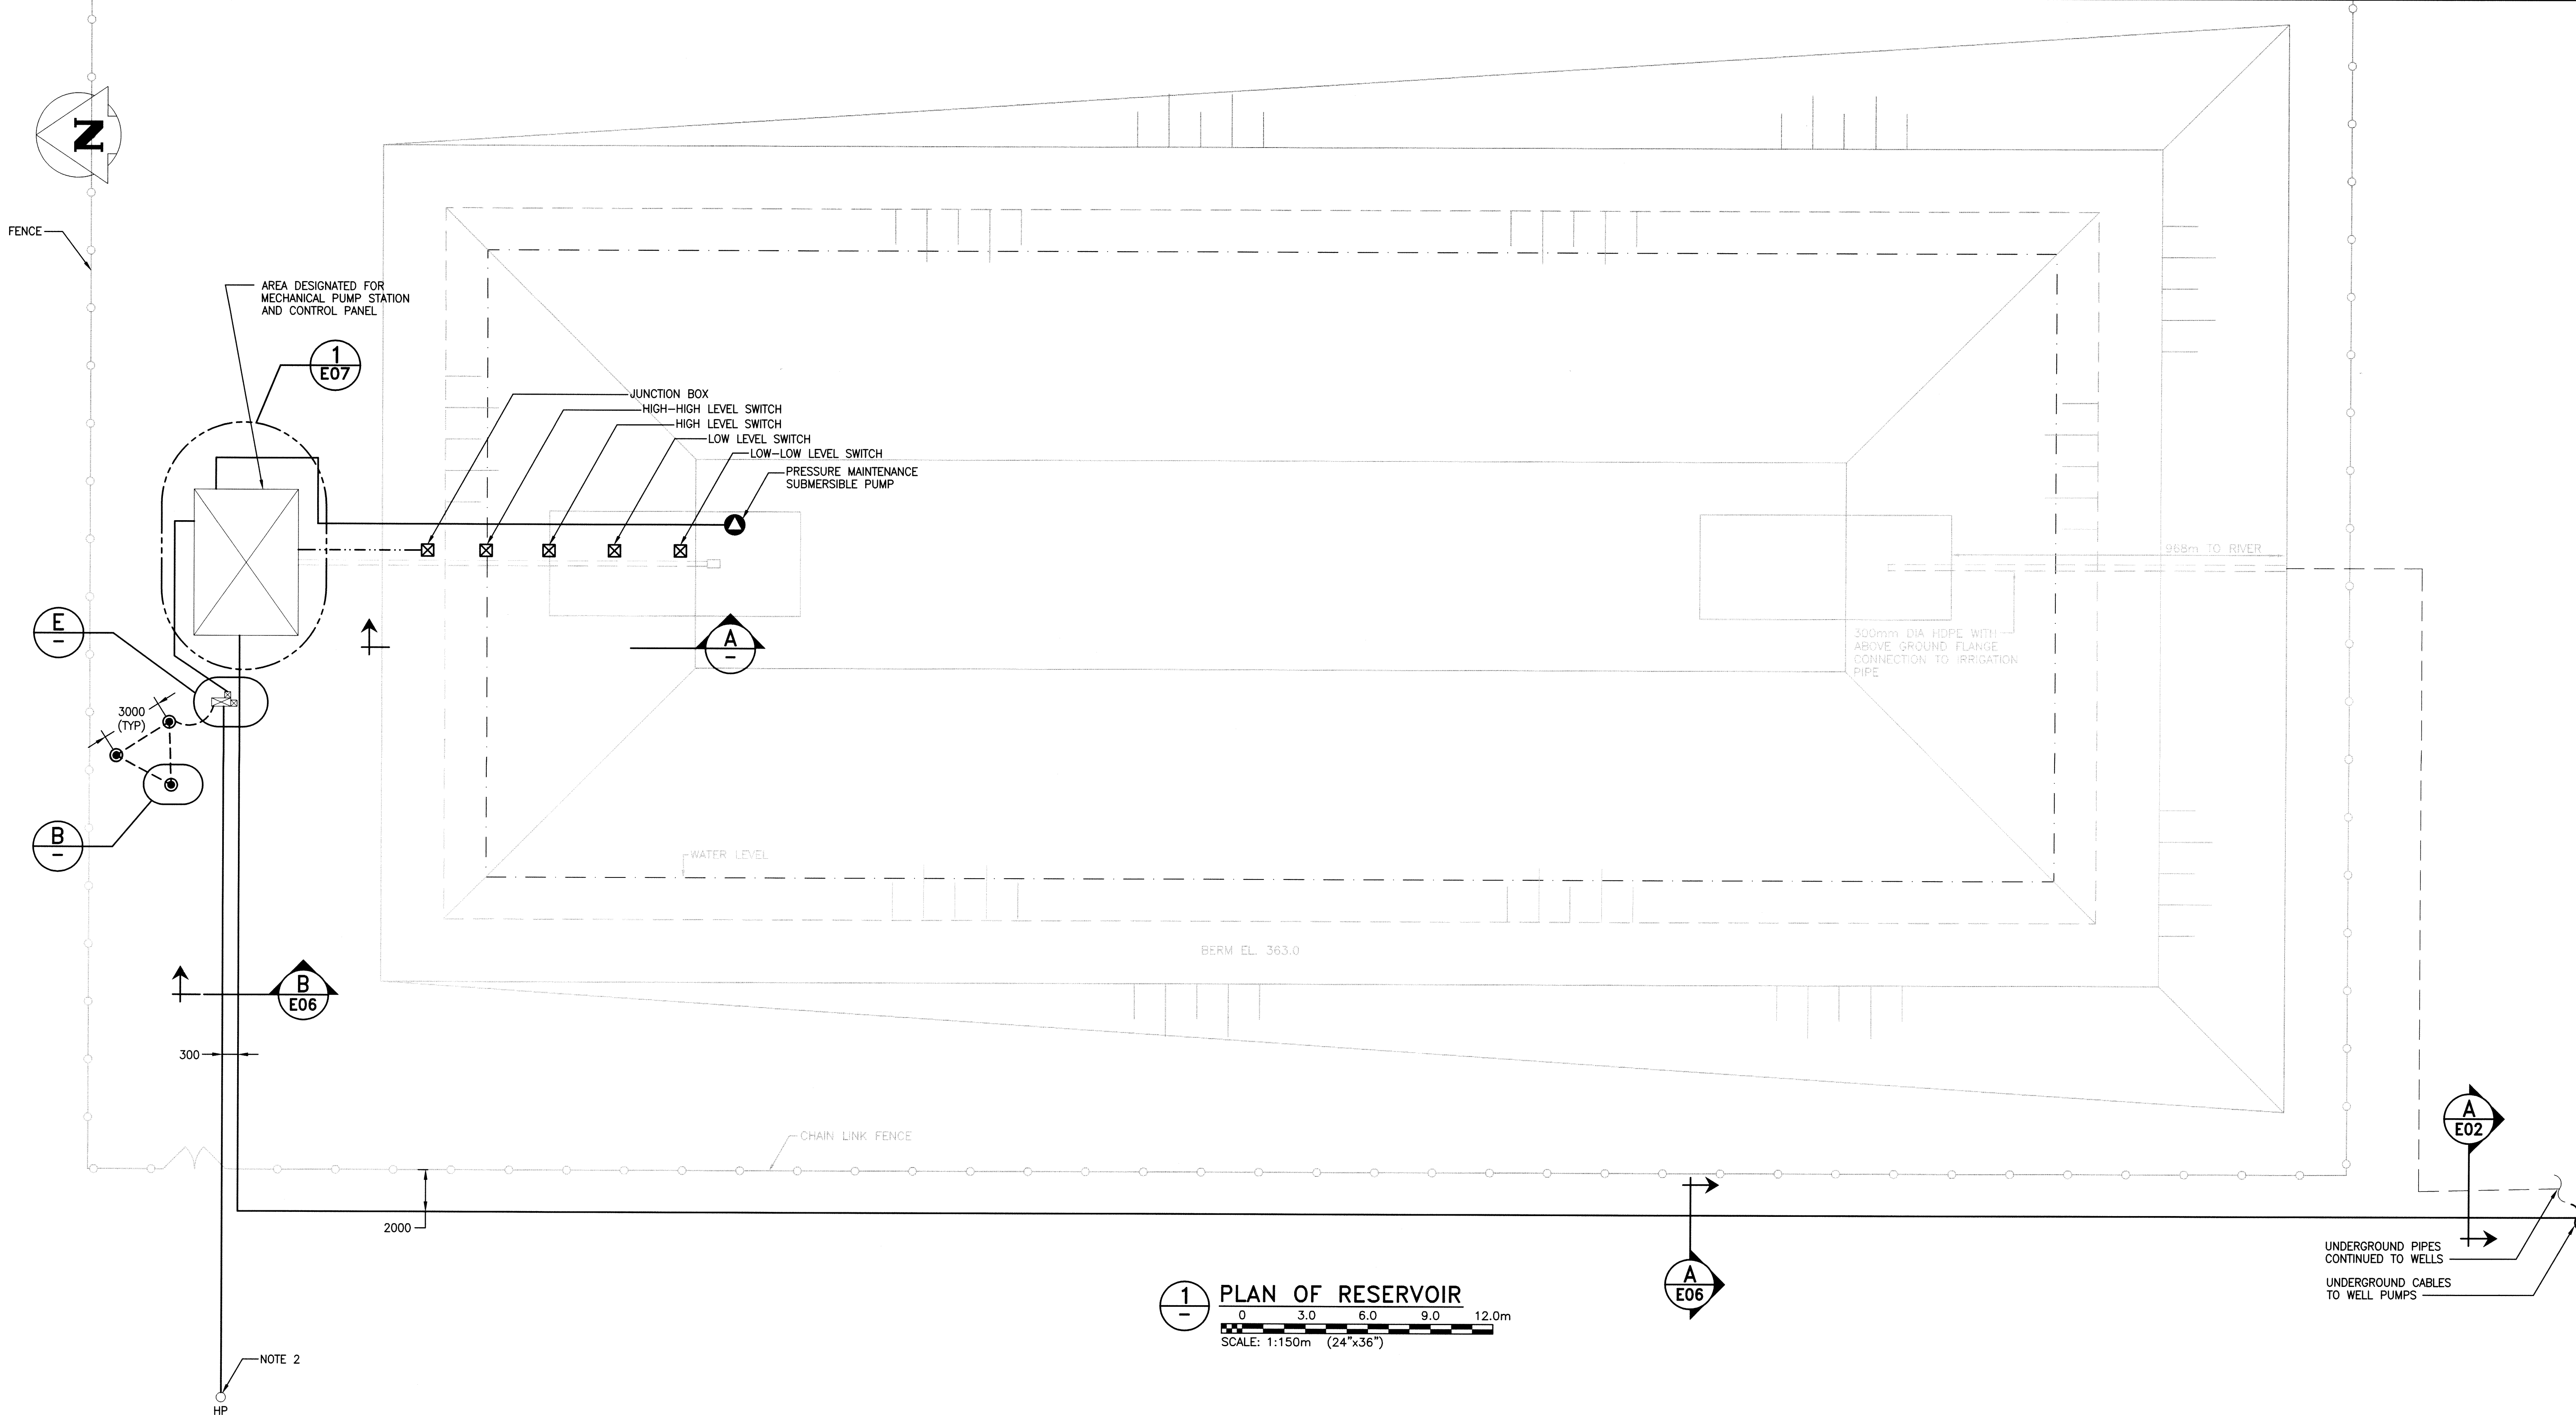 N
FENCE
AREA DESIGNATED FOR
MECHANICAL PUMP STATION
AND CONTROL PANEL
1
E07
JUNCTION BOX
HIGH-HIGH LEVEL SWITCH
HIGH LEVEL SWITCH
LOW LEVEL SWITCH
LOW-LOW LEVEL SWITCH
PRESSURE MAINTENANCE
SUBMERSIBLE PUMP
968m TO RIVER
E
-
A
-
300mm DIA HDPE WITH
ABOVE GROUND FLANGE
CONNECTION TO IRRIGATION
PIPE
3000
(TYP)
B
-
WATER LEVEL
BERM EL. 363.0
B
E06
300
CHAIN LINK FENCE
A
E02
2000
UNDERGROUND PIPES
CONTINUED TO WELLS
UNDERGROUND CABLES
TO WELL PUMPS
A
E06
1
-
PLAN OF RESERVOIR
0 3.0 6.0 9.0 12.0m
SCALE: 1:150m (24"x36")
NOTE 2
HP